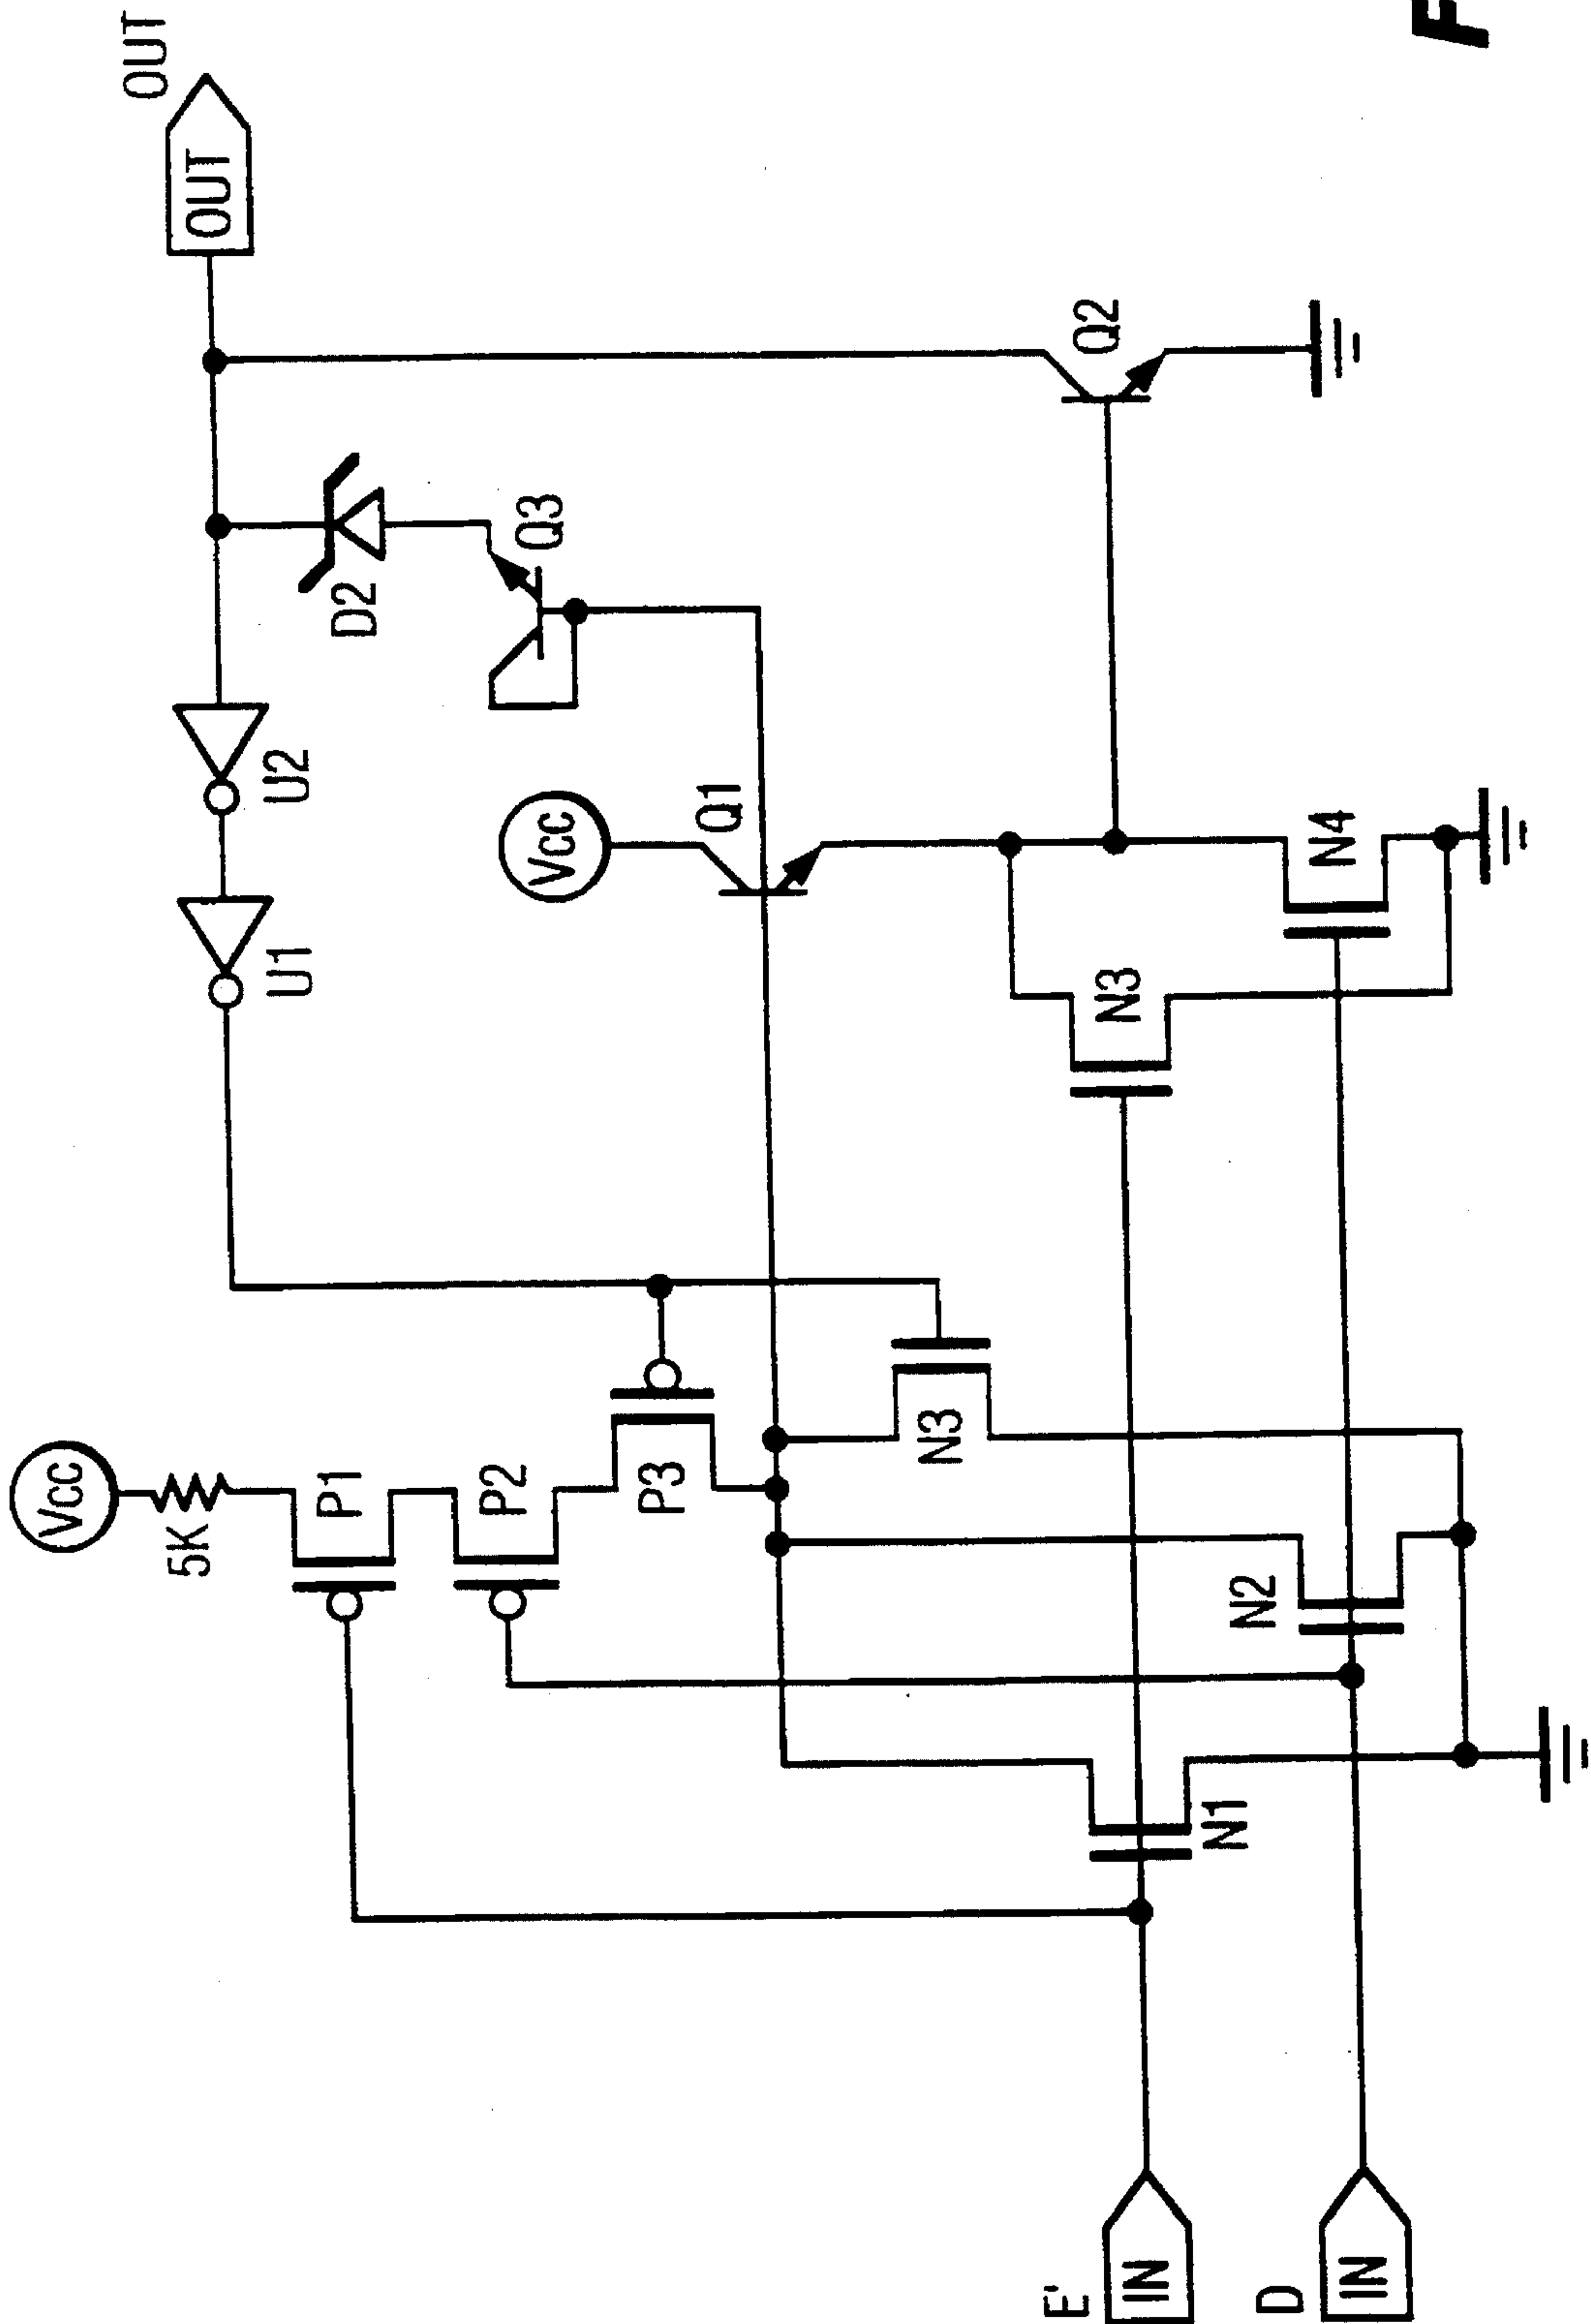 OUT
OUT
Vcc
5K
P1
P2
P3
U1
U2
D2
Q3
Vcc
Q1
Q2
N1
N2
N3
N3
N4
E'
IN
D
IN
F